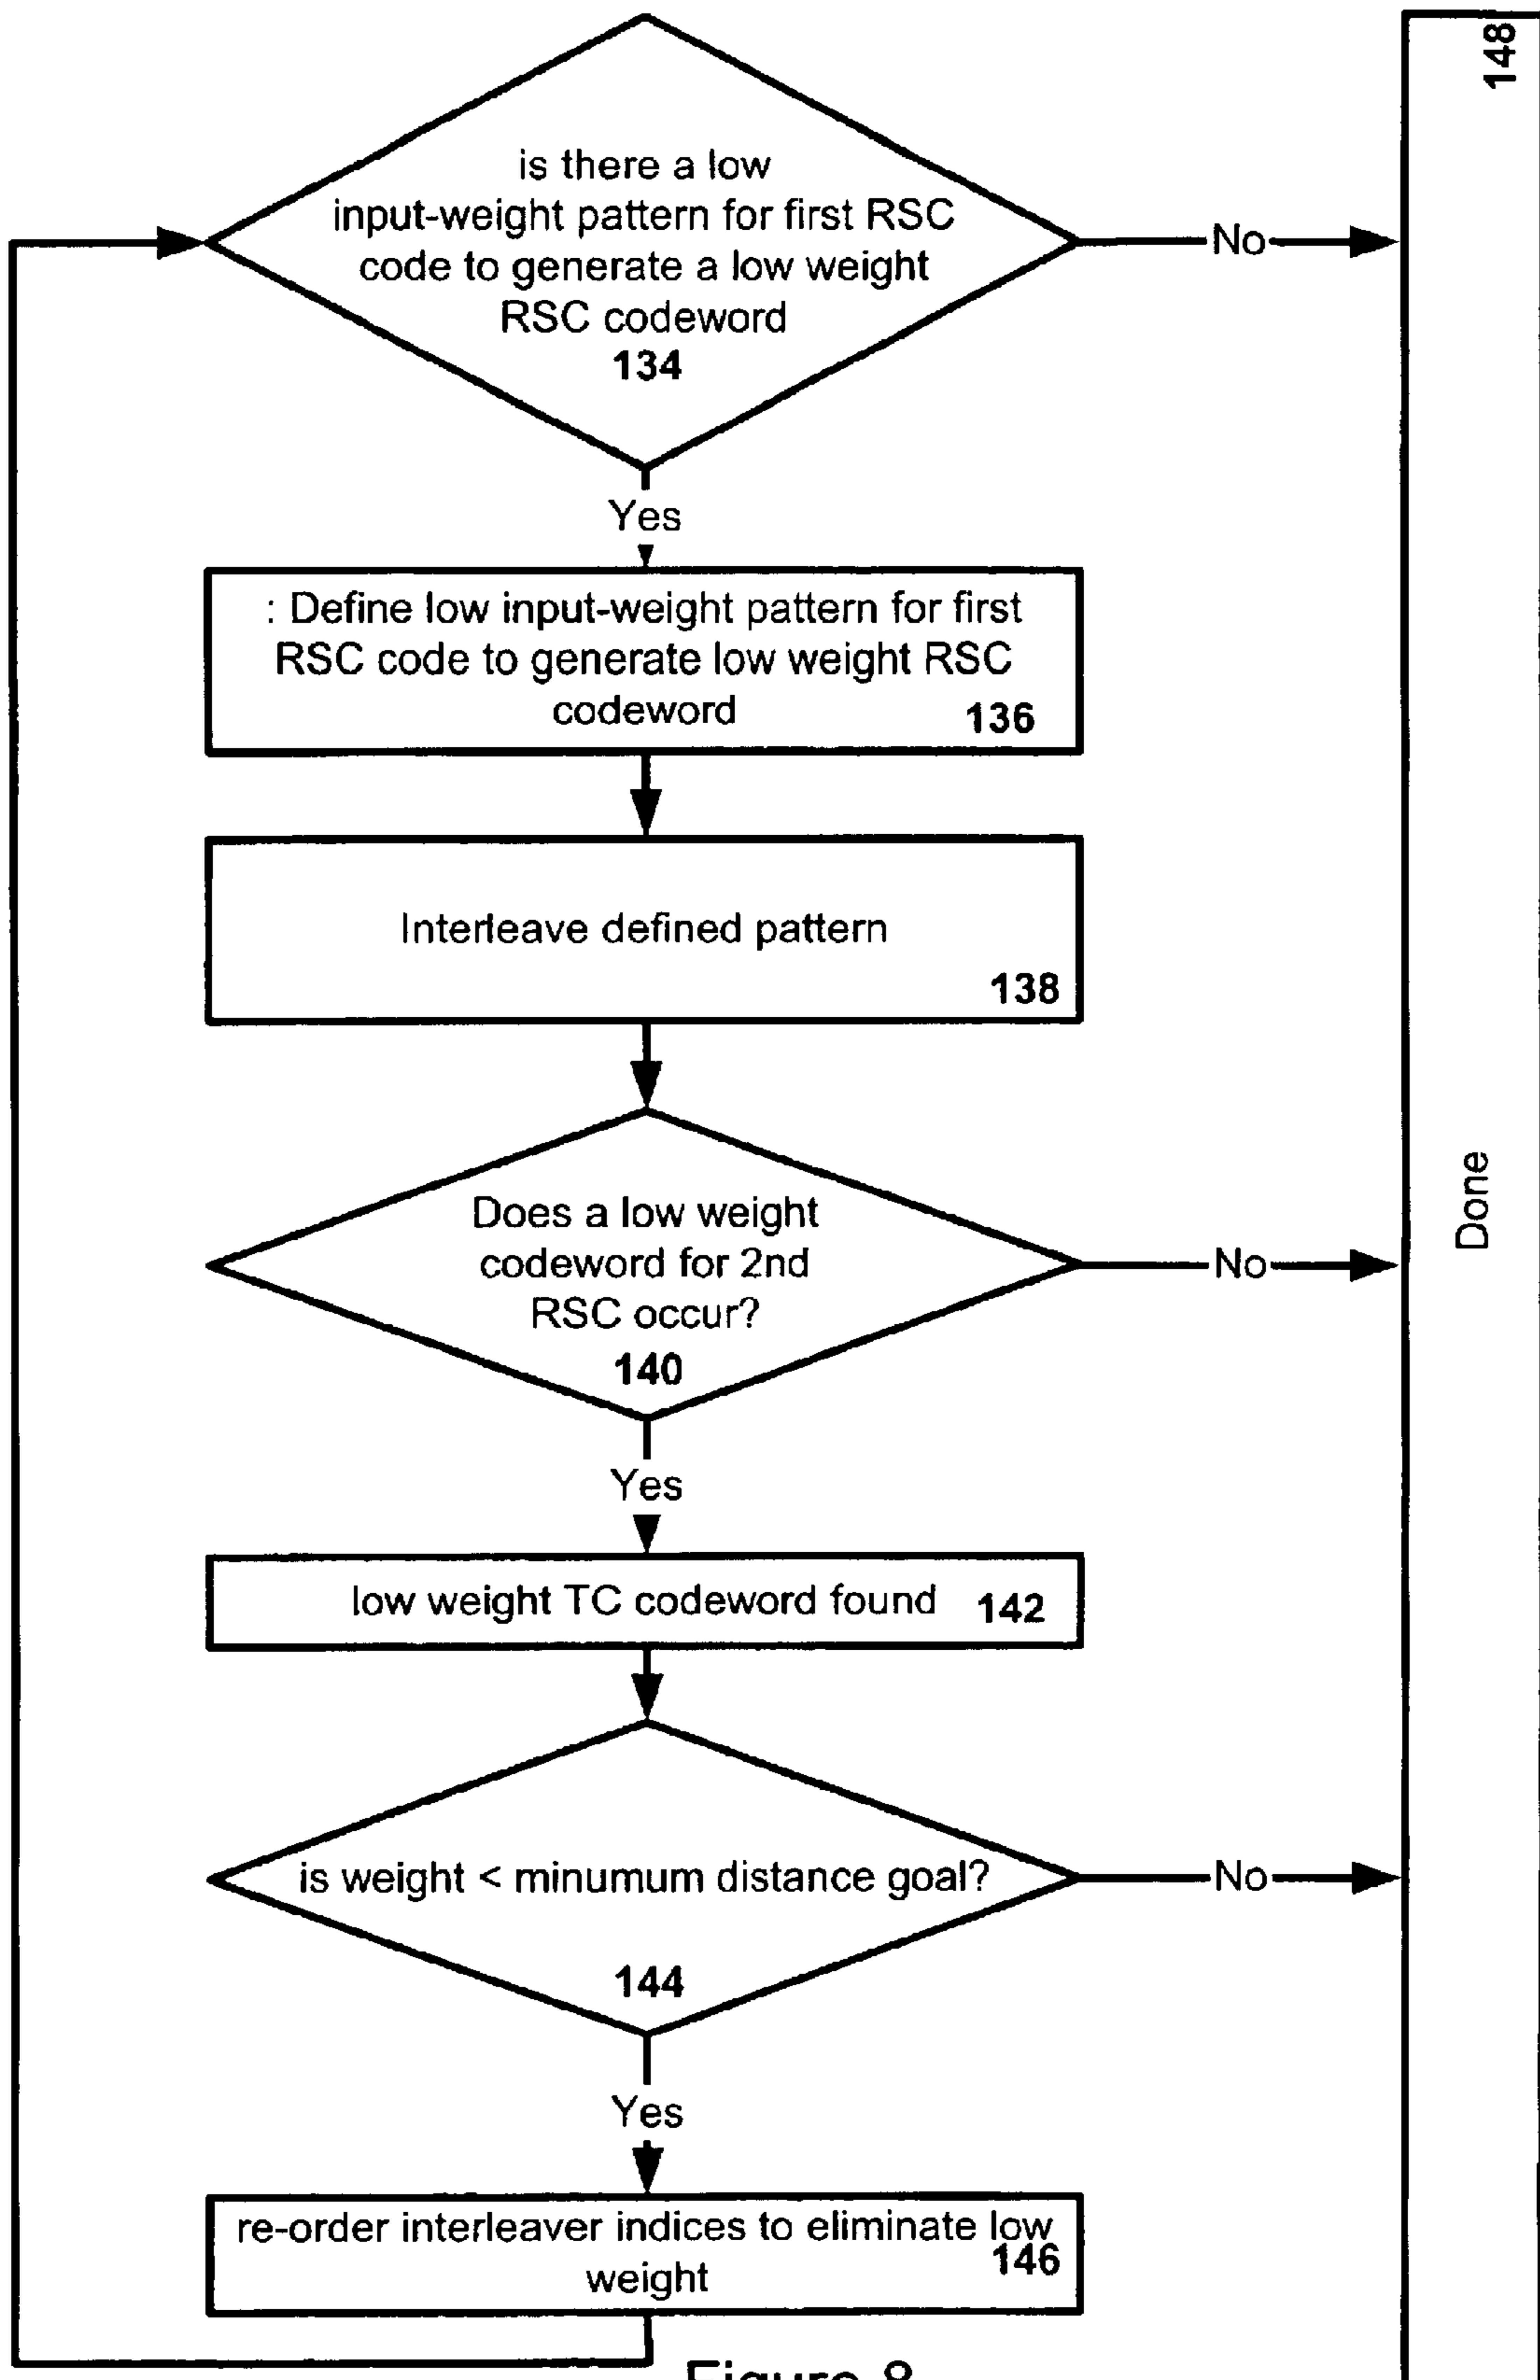 148
is there a low
input-weight pattern for first RSC
code to generate a low weight
RSC codeword
134
No
Yes
: Define low input-weight pattern for first
RSC code to generate low weight RSC
codeword 136
Interleave defined pattern
138
Does a low weight
codeword for 2nd
RSC occur?
140
No
Done
Yes
low weight TC codeword found 142
is weight < minumum distance goal?
144
No
Yes
re-order interleaver indices to eliminate low
146
weight
Figure 8